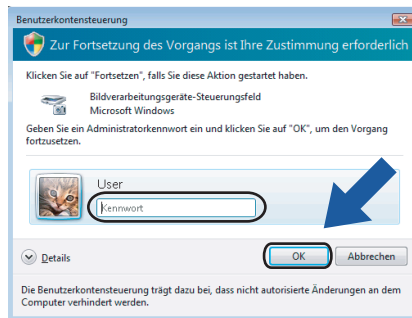 Benutzerkontensteuerung
Zur Fortsetzung des Vorgangs ist Ihre Zustimmung erforderlich
Klicken Sie auf "Fortsetzen", falls Sie diese Aktion gestartet haben.
Bildverarbeitungsgeräte-Steuerungsfeld
Microsoft Windows
Geben Sie ein Administratorkennwort ein und klicken Sie auf "OK", um den Vorgang
fortzusetzen.
User
Kennwort
Details
OK
Abbrechen
Die Benutzerkontensteuerung trägt dazu bei, dass nicht autorisierte Änderungen an dem
Computer verhindert werden.